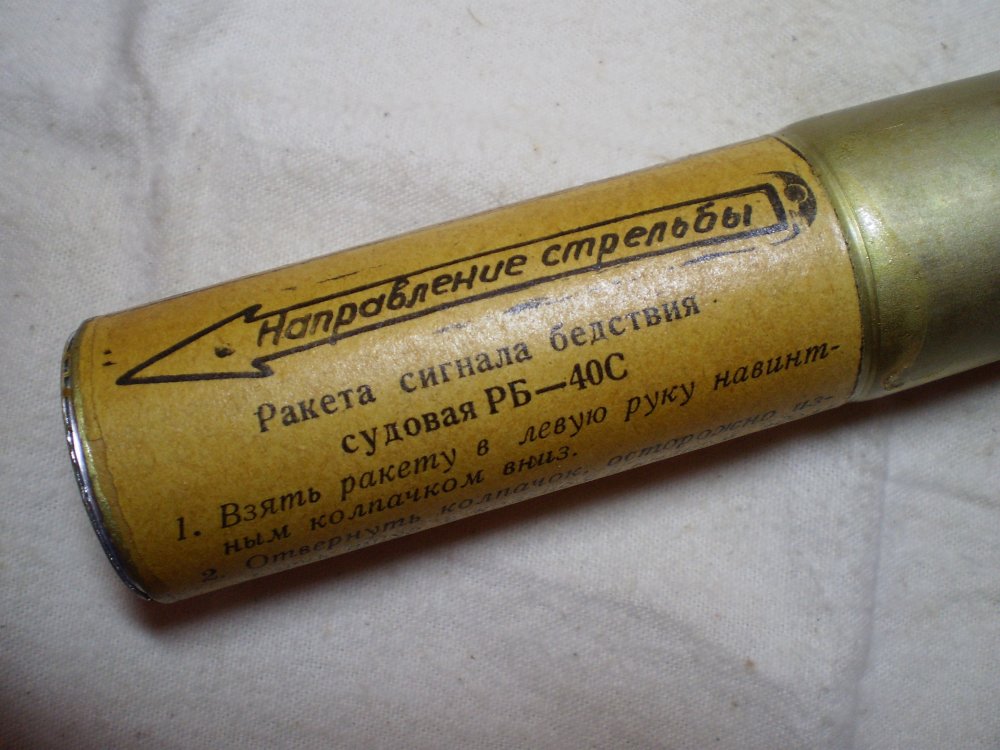 Направление стрельбы
Ракета сигнала бедствия
судовая РБ—40С
1. Взять ракету в левую руку навинт-
ным колпачком вниз.
2. Отвернуть колпачок, осторожно из-